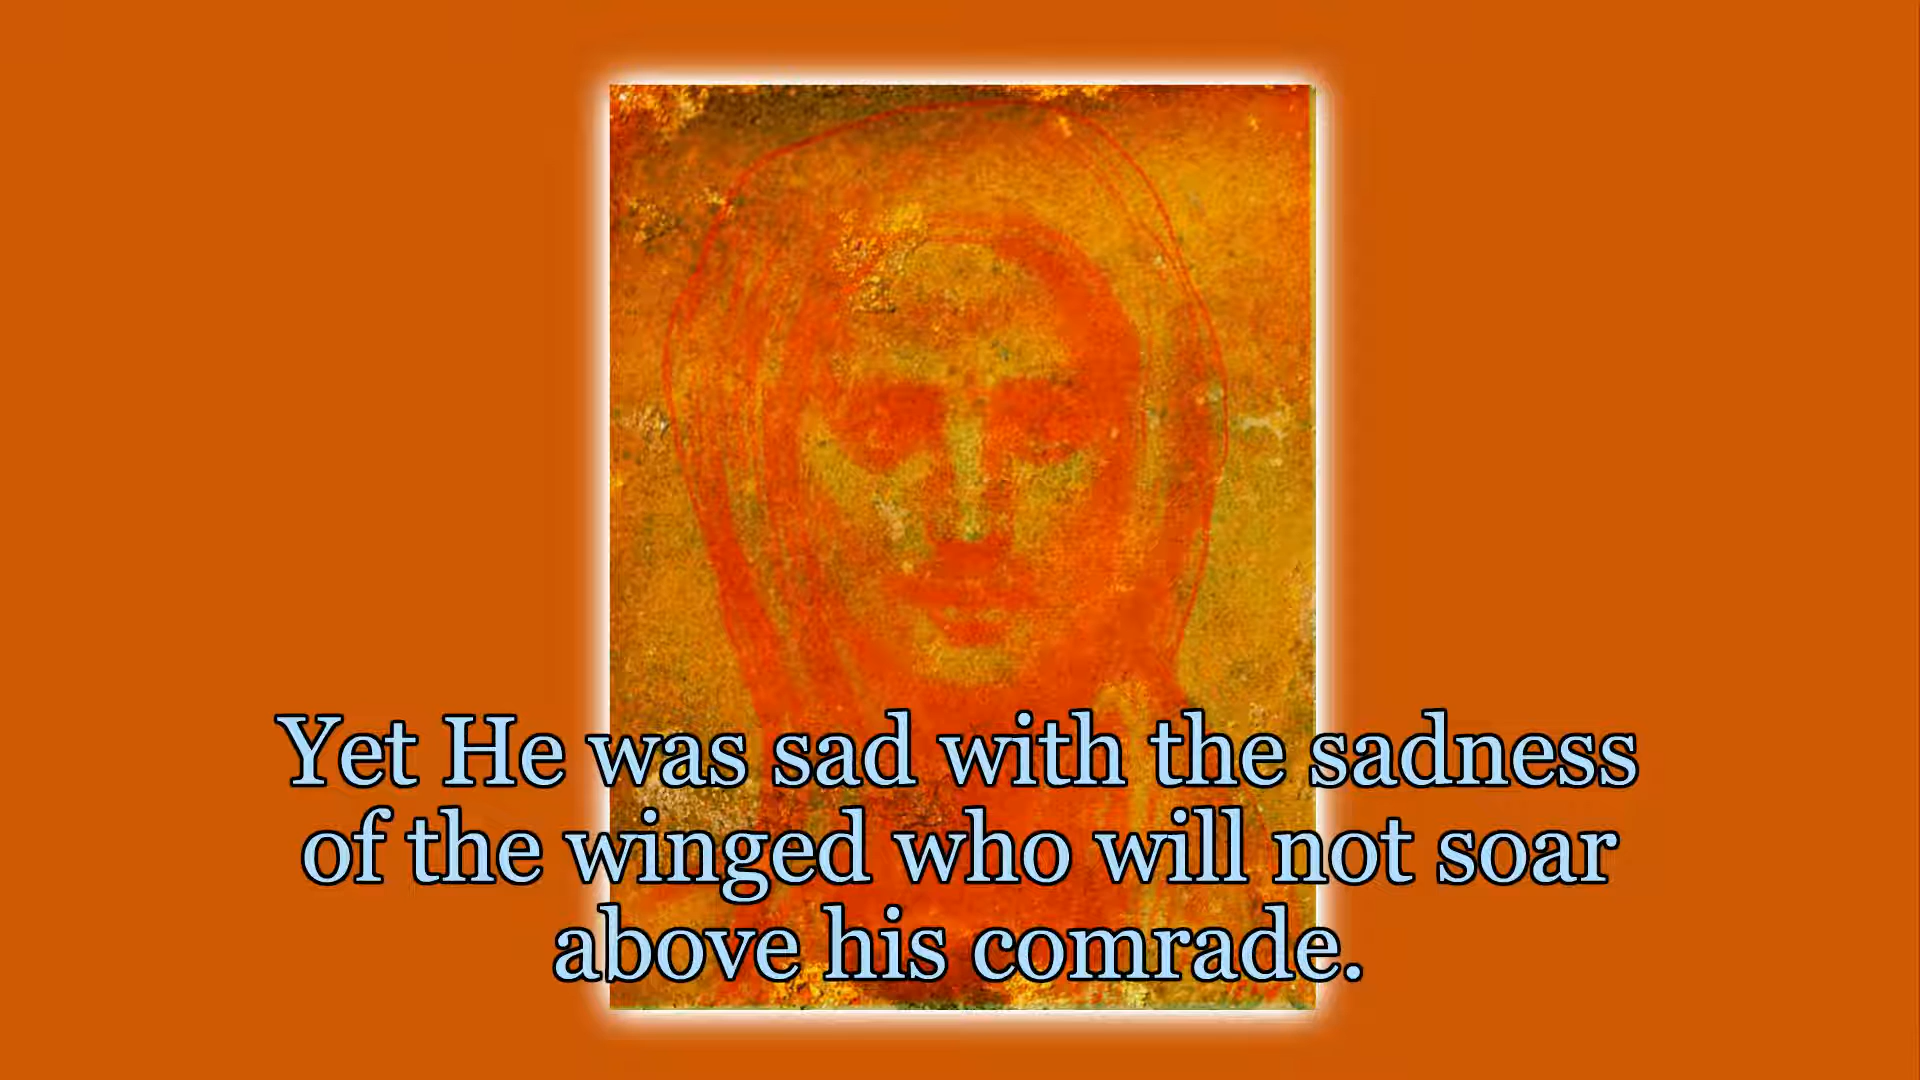 Yet He was sad with the sadness
of the winged who will not soar
above his comrade.